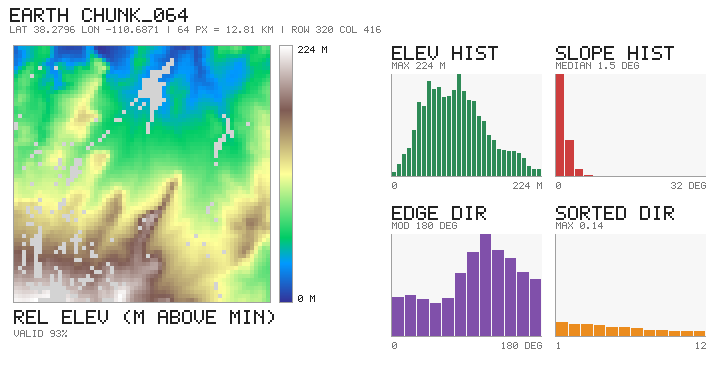 EARTH CHUNK_064
LAT 38.2796 LON -110.6871 | 64 PX = 12.81 KM | ROW 320 COL 416
224 M
0 M
REL ELEV (M ABOVE MIN)
VALID 93%
ELEV HIST
MAX 224 M
0 224 M
SLOPE HIST
MEDIAN 1.5 DEG
0 32 DEG
EDGE DIR
MOD 180 DEG
0 180 DEG
SORTED DIR
MAX 0.14
1 12